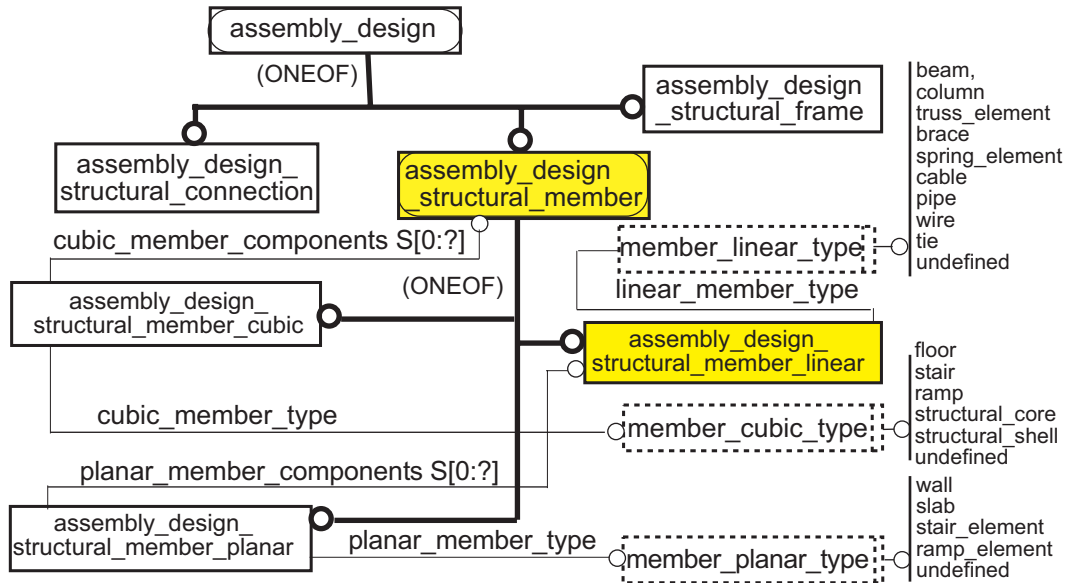 assembly_design
(ONEOF)
assembly_design
_structural_frame
assembly_design_
structural_connection
assembly_design
_structural_member
beam,
column
truss_element
brace
spring_element
cable
pipe
wire
tie
undefined
cubic_member_components S[0:?]
member_linear_type
(ONEOF)
linear_member_type
assembly_design_
structural_member_cubic
assembly_design_
structural_member_linear
floor
stair
ramp
structural_core
structural_shell
undefined
cubic_member_type
member_cubic_type
planar_member_components S[0:?]
assembly_design_
structural_member_planar
planar_member_type
member_planar_type
wall
slab
stair_element
ramp_element
undefined